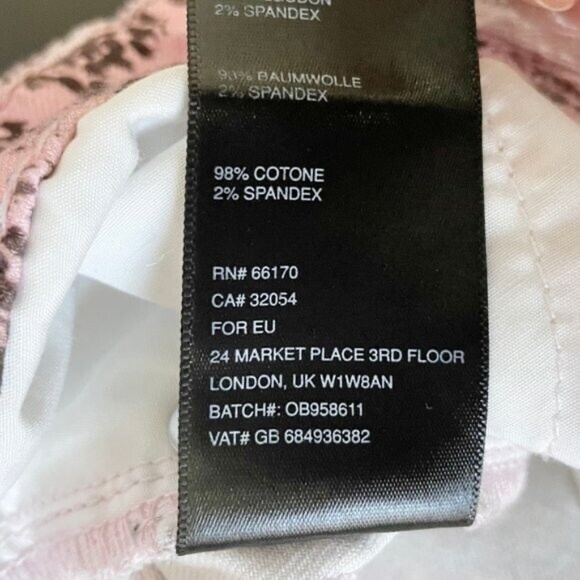 2% SPANDEX
98% BAUMWOLLE
2% SPANDEX
98% COTONE
2% SPANDEX
RN# 66170
CA# 32054
FOR EU
24 MARKET PLACE 3RD FLOOR
LONDON, UK W1W8AN
BATCH#: OB958611
VAT# GB 684936382